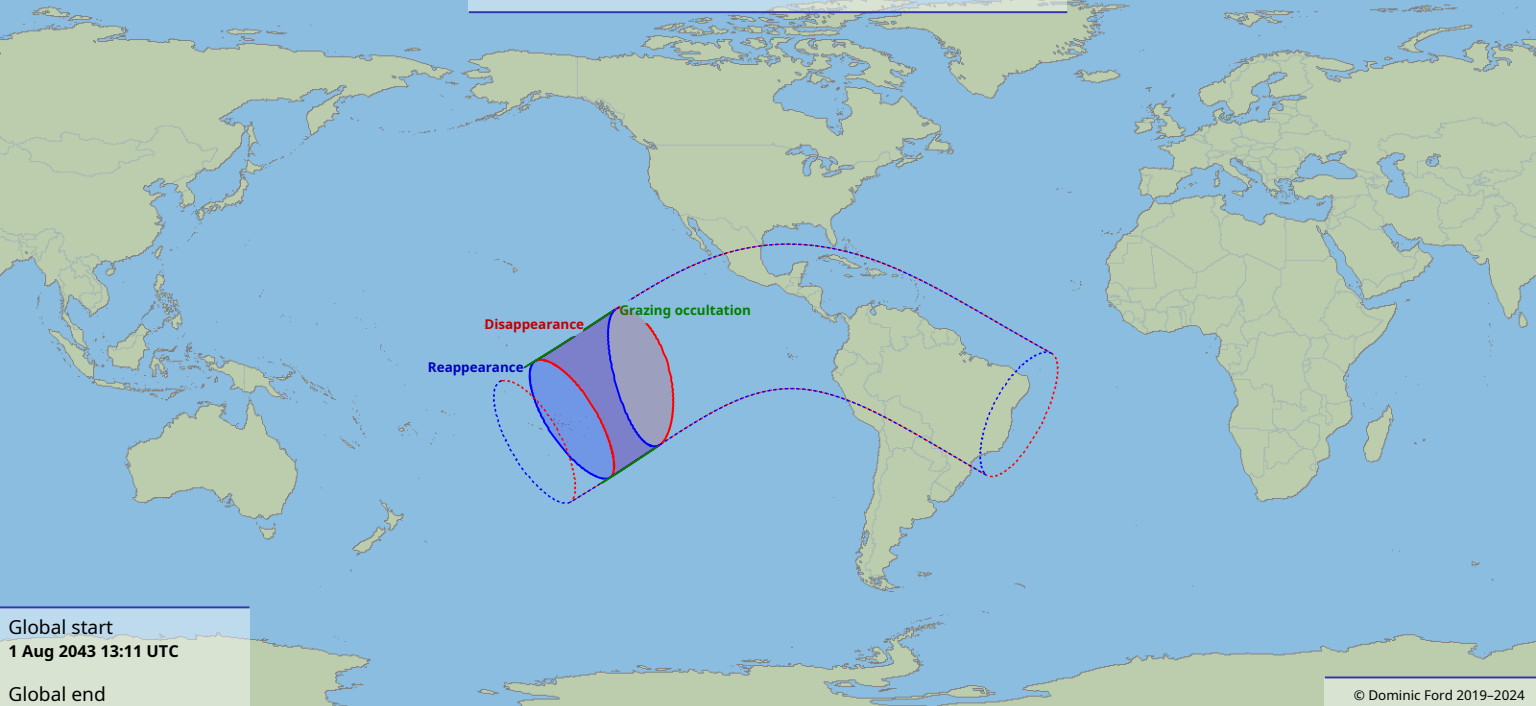 Grazing occultation
Disappearance
Reappearance
Global start
1 Aug 2043 13:11 UTC
Global end
© Dominic Ford 2019–2024